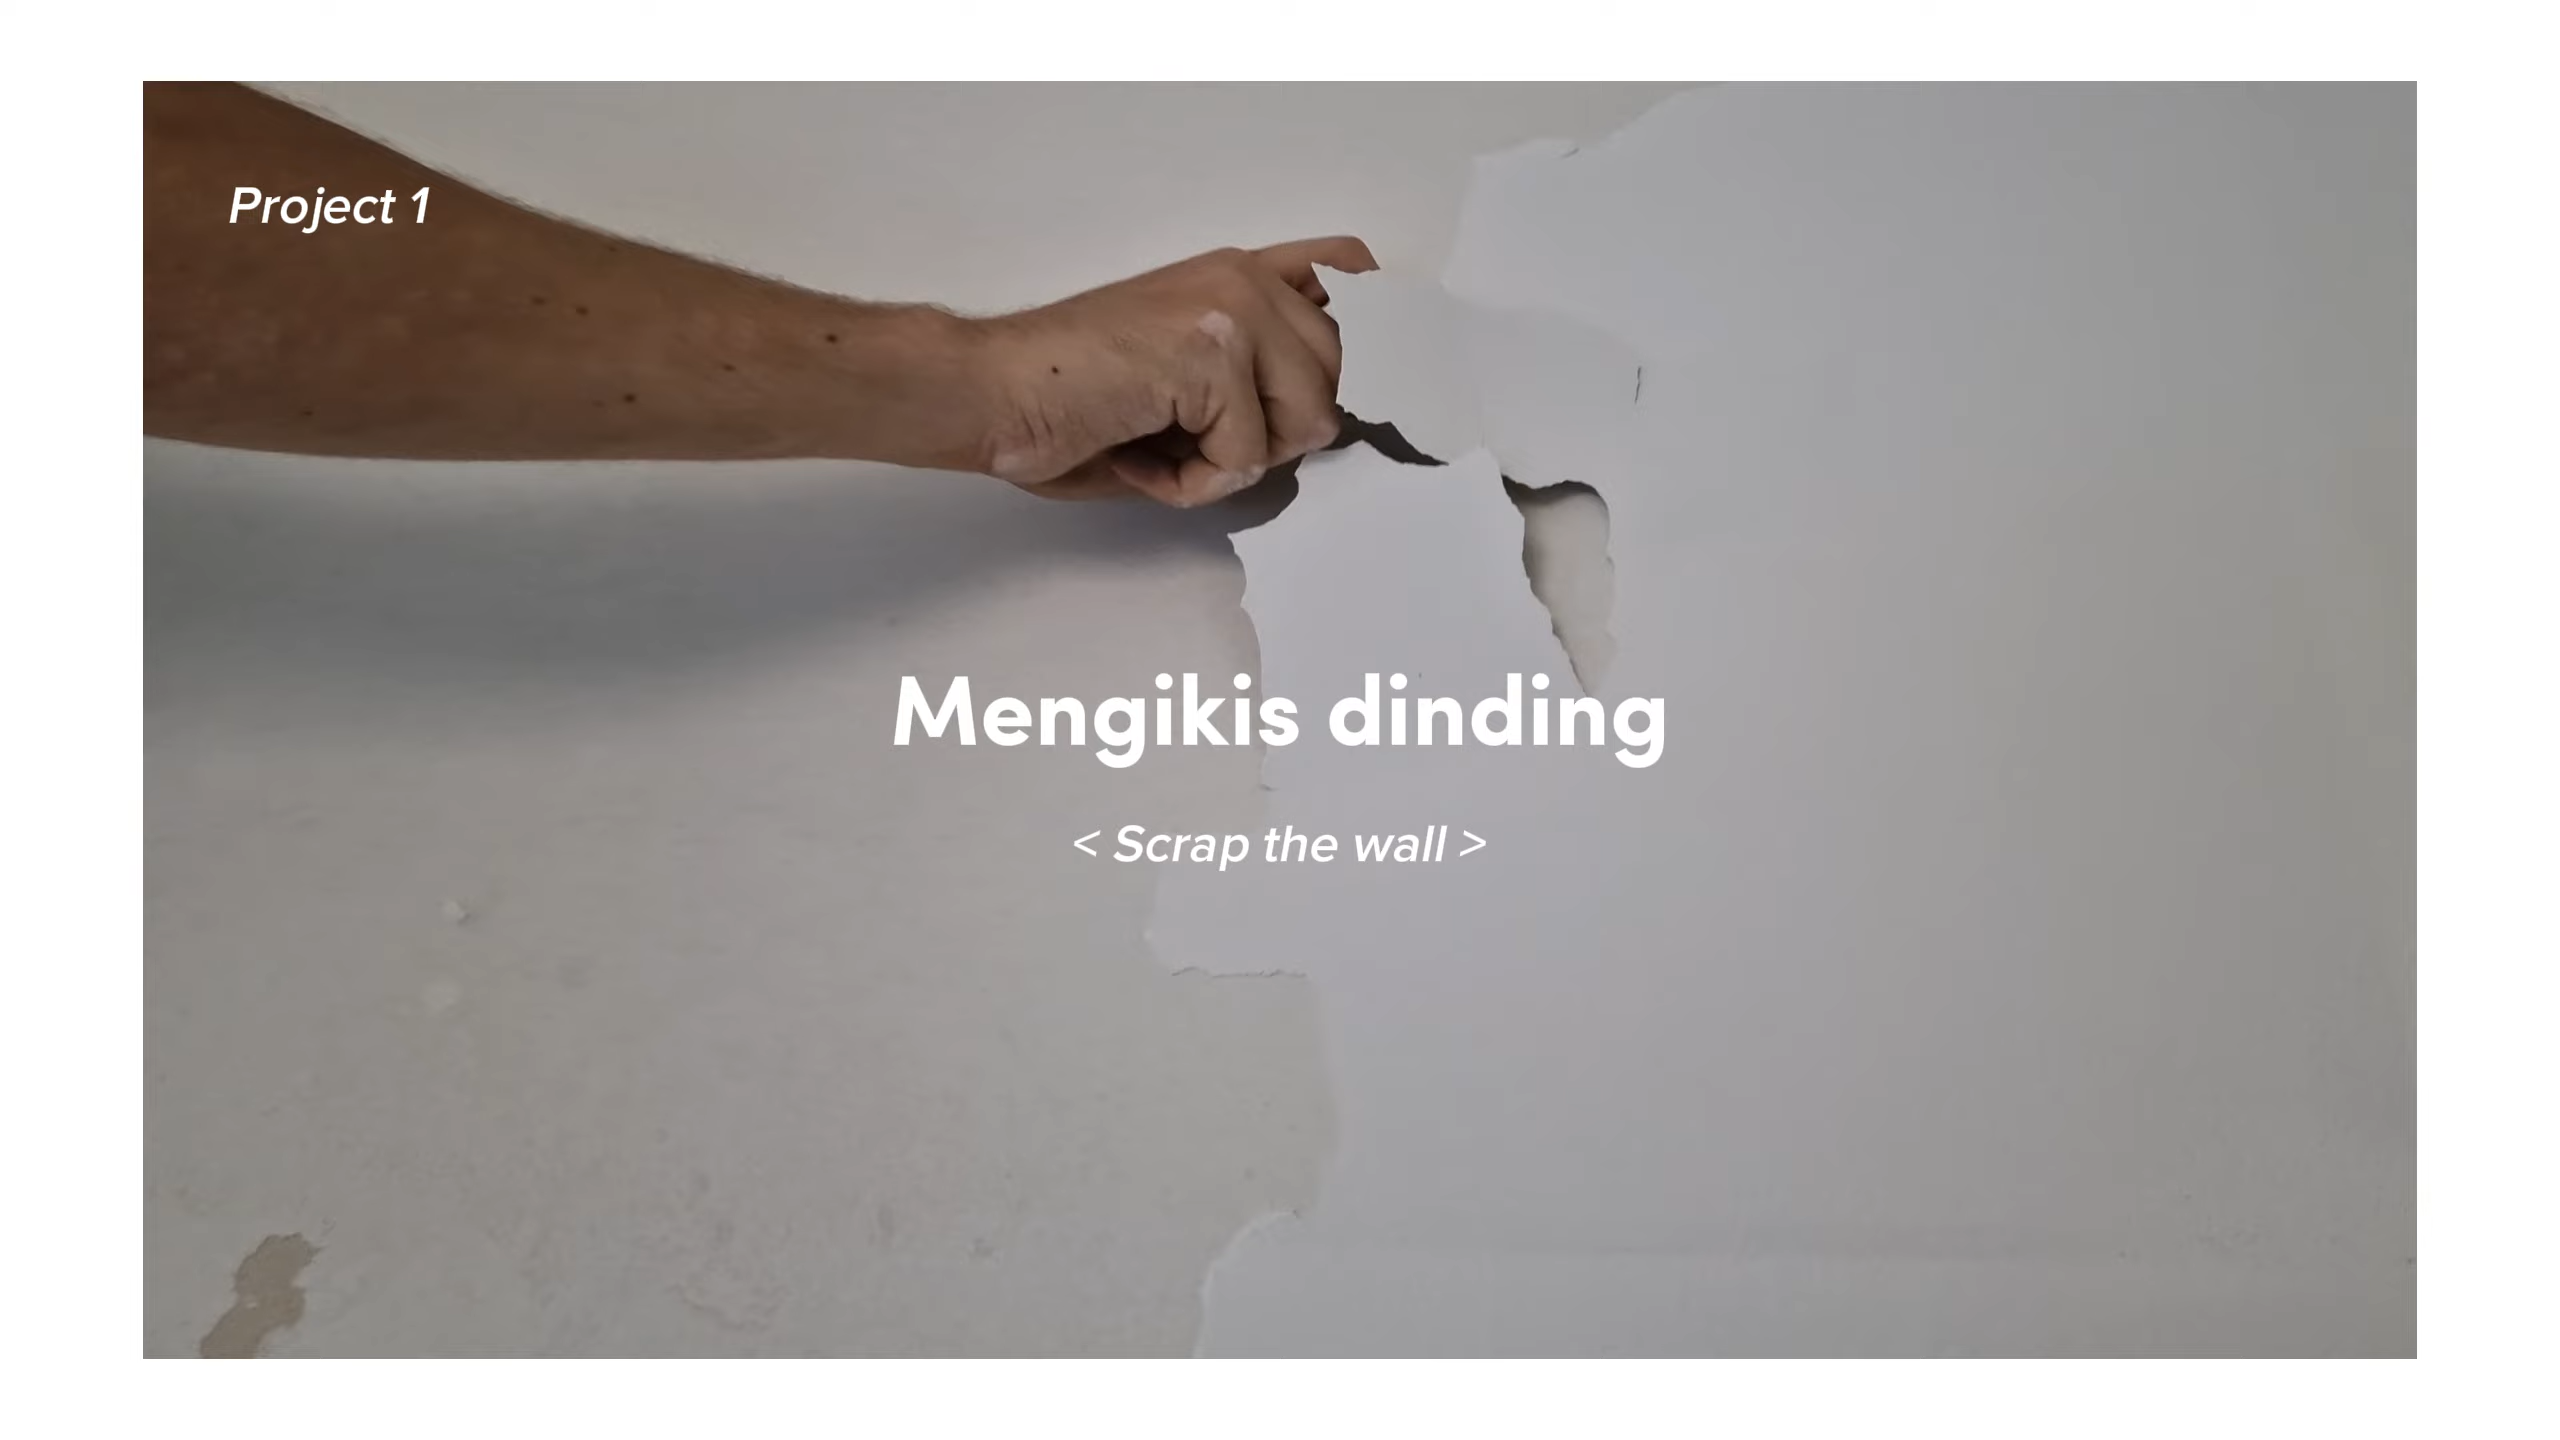 Project 1
Mengikis dinding
< Scrap the wall >